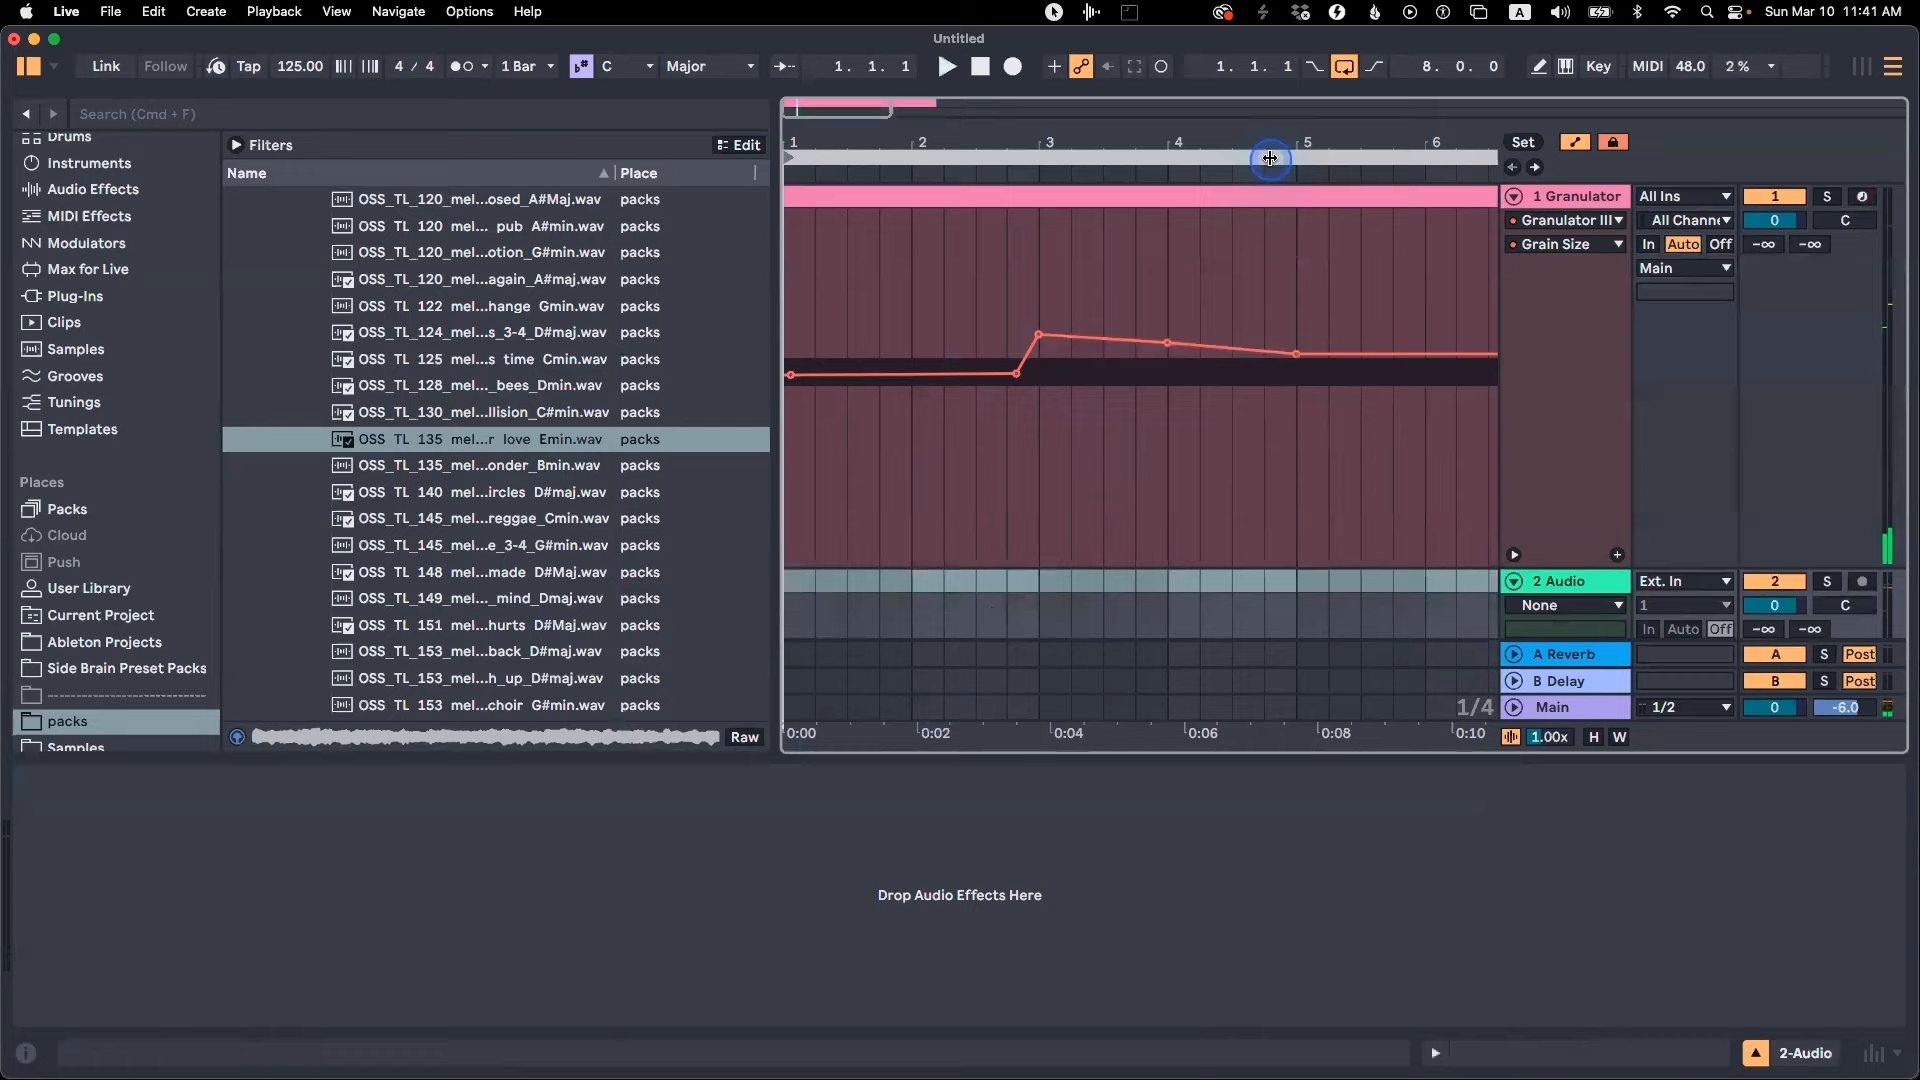 Live File Edit Create Playback View Navigate Options Help A Sun Mar 10 11:41 AM
Untitled
Link Follow Tap 125.00 4 / 4 1 Bar C Major 1. 1. 1 1. 1. 1 8. 0. 0 Key MIDI 48.0 2 %
Search (Cmd + F)
Drums
Instruments
Audio Effects
MIDI Effects
Modulators
Max for Live
Plug-Ins
Clips
Samples
Grooves
Tunings
Templates
Places
Packs
Cloud
Push
User Library
Current Project
Ableton Projects
Side Brain Preset Packs
--------------------------
packs
Samples
Filters Edit
Name Place
OSS_TL_120_mel...osed_A#Maj.wav packs
OSS_TL_120_mel..._pub_A#min.wav packs
OSS_TL_120_mel...otion_G#min.wav packs
OSS_TL_120_mel...again_A#maj.wav packs
OSS_TL_122_mel...hange_Gmin.wav packs
OSS_TL_124_mel...s_3-4_D#maj.wav packs
OSS_TL_125_mel...s_time_Cmin.wav packs
OSS_TL_128_mel..._bees_Dmin.wav packs
OSS_TL_130_mel...llision_C#min.wav packs
OSS_TL_135_mel...r_love_Emin.wav packs
OSS_TL_135_mel...onder_Bmin.wav packs
OSS_TL_140_mel...ircles_D#maj.wav packs
OSS_TL_145_mel...reggae_Cmin.wav packs
OSS_TL_145_mel...e_3-4_G#min.wav packs
OSS_TL_148_mel...made_D#Maj.wav packs
OSS_TL_149_mel..._mind_Dmaj.wav packs
OSS_TL_151_mel...hurts_D#Maj.wav packs
OSS_TL_153_mel...back_D#maj.wav packs
OSS_TL_153_mel...h_up_D#maj.wav packs
OSS_TL_153_mel...choir_G#min.wav packs
Raw
1 2 3 4 5 6 Set
1 Granulator All Ins 1 S
Granulator III All Channe 0 C
Grain Size In Auto Off -∞ -∞
Main
2 Audio Ext. In 2 S
None 1 0 C
In Auto Off -∞ -∞
A Reverb A S Post
B Delay B S Post
1/4 Main 1/2 0 -6.0
0:00 0:02 0:04 0:06 0:08 0:10 1.00x H W
Drop Audio Effects Here
2-Audio